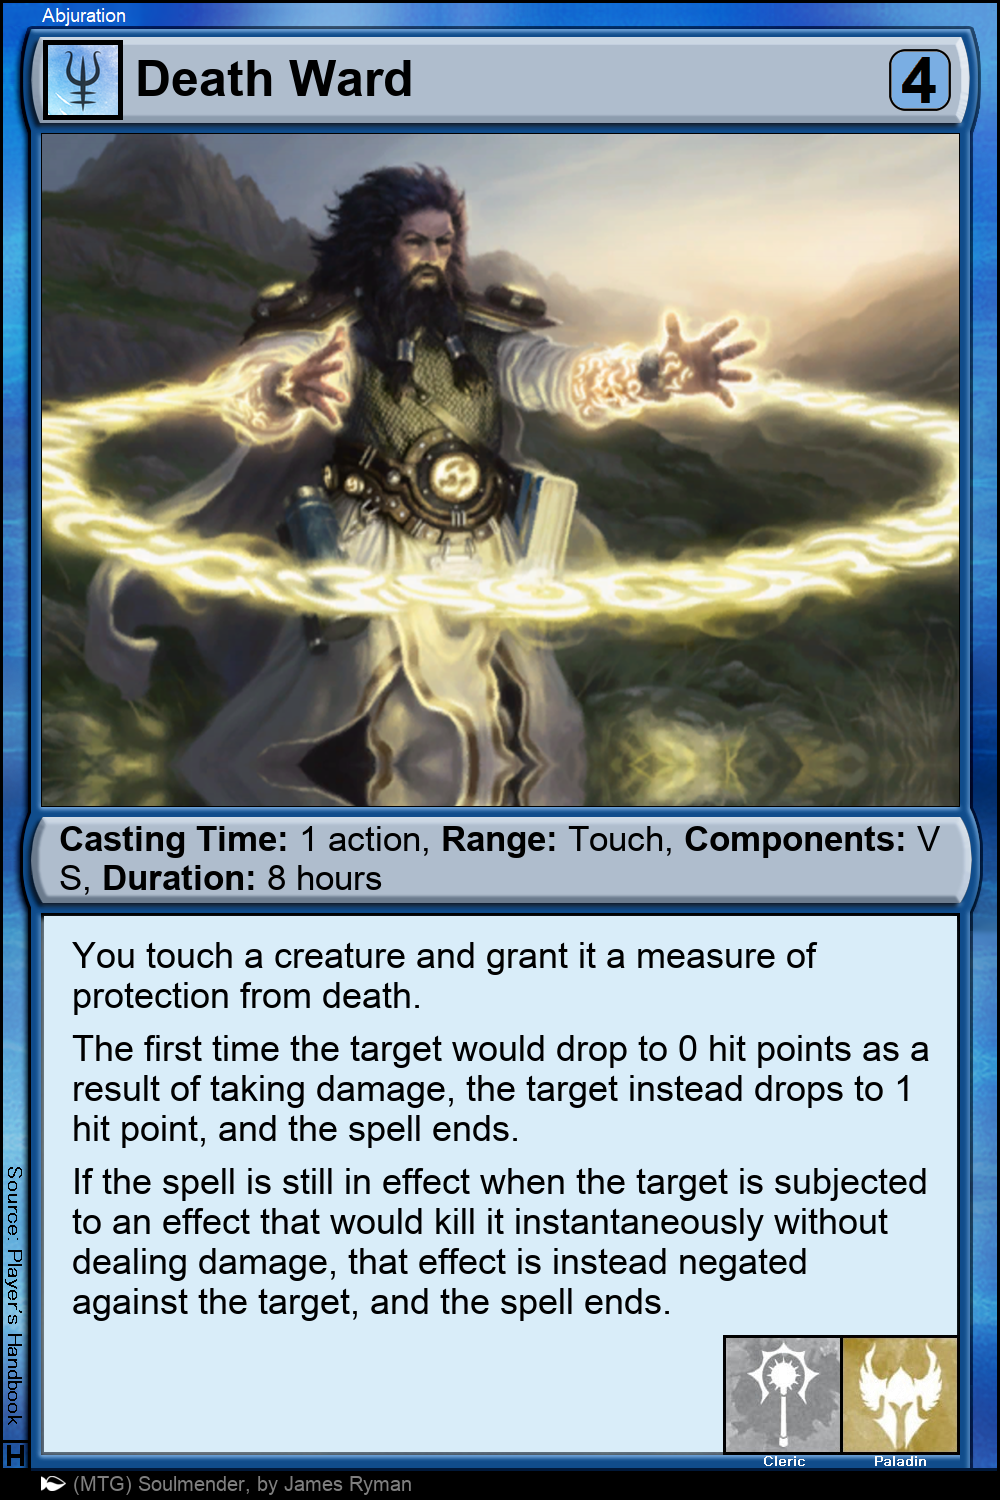 Abjuration
Death Ward
4
Casting Time: 1 action, Range: Touch, Components: V
S, Duration: 8 hours
You touch a creature and grant it a measure of
protection from death.
The first time the target would drop to 0 hit points as a
result of taking damage, the target instead drops to 1
hit point, and the spell ends.
If the spell is still in effect when the target is subjected
to an effect that would kill it instantaneously without
dealing damage, that effect is instead negated
against the target, and the spell ends.
Source: Player's Handbook
H
Cleric
Paladin
(MTG) Soulmender, by James Ryman